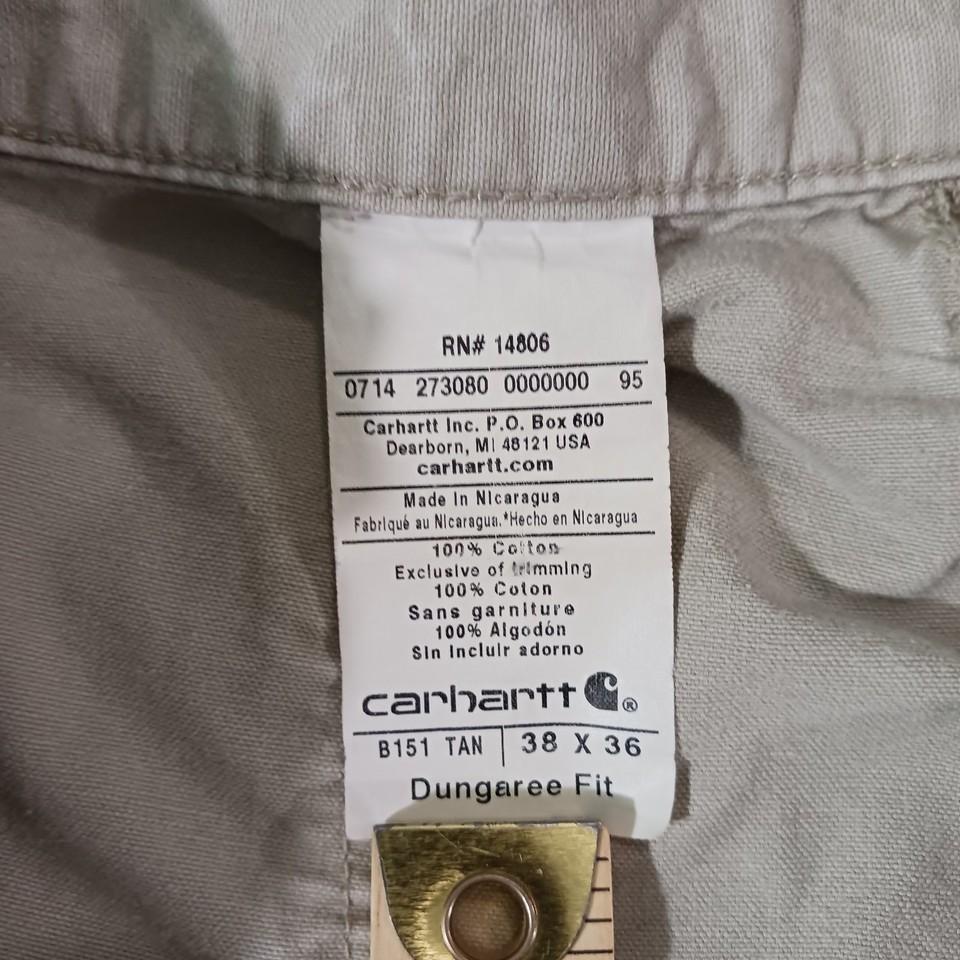 RN# 14806
0714 273080 0000000 95
Carhartt Inc. P.O. Box 600
Dearborn, MI 48121 USA
carhartt.com
Made in Nicaragua
Fabriqué au Nicaragua.*Hecho en Nicaragua
100% Cotton
Exclusive of trimming
100% Coton
Sans garniture
100% Algodón
Sin Incluir adorno
carhartt ®
B151 TAN 38 X 36
Dungaree Fit